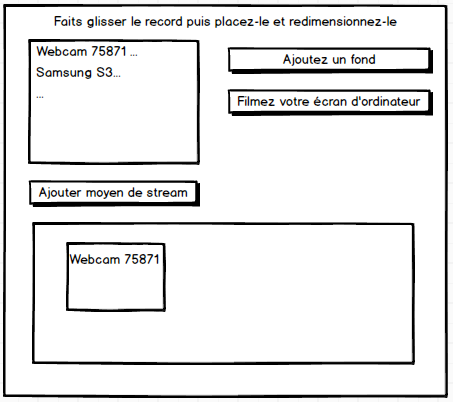 Faits glisser le record puis placez-le et redimensionnez-le
Webcam 75871 ...
Samsung S3...
...
Ajoutez un fond
Filmez votre écran d'ordinateur
Ajouter moyen de stream
Webcam 75871